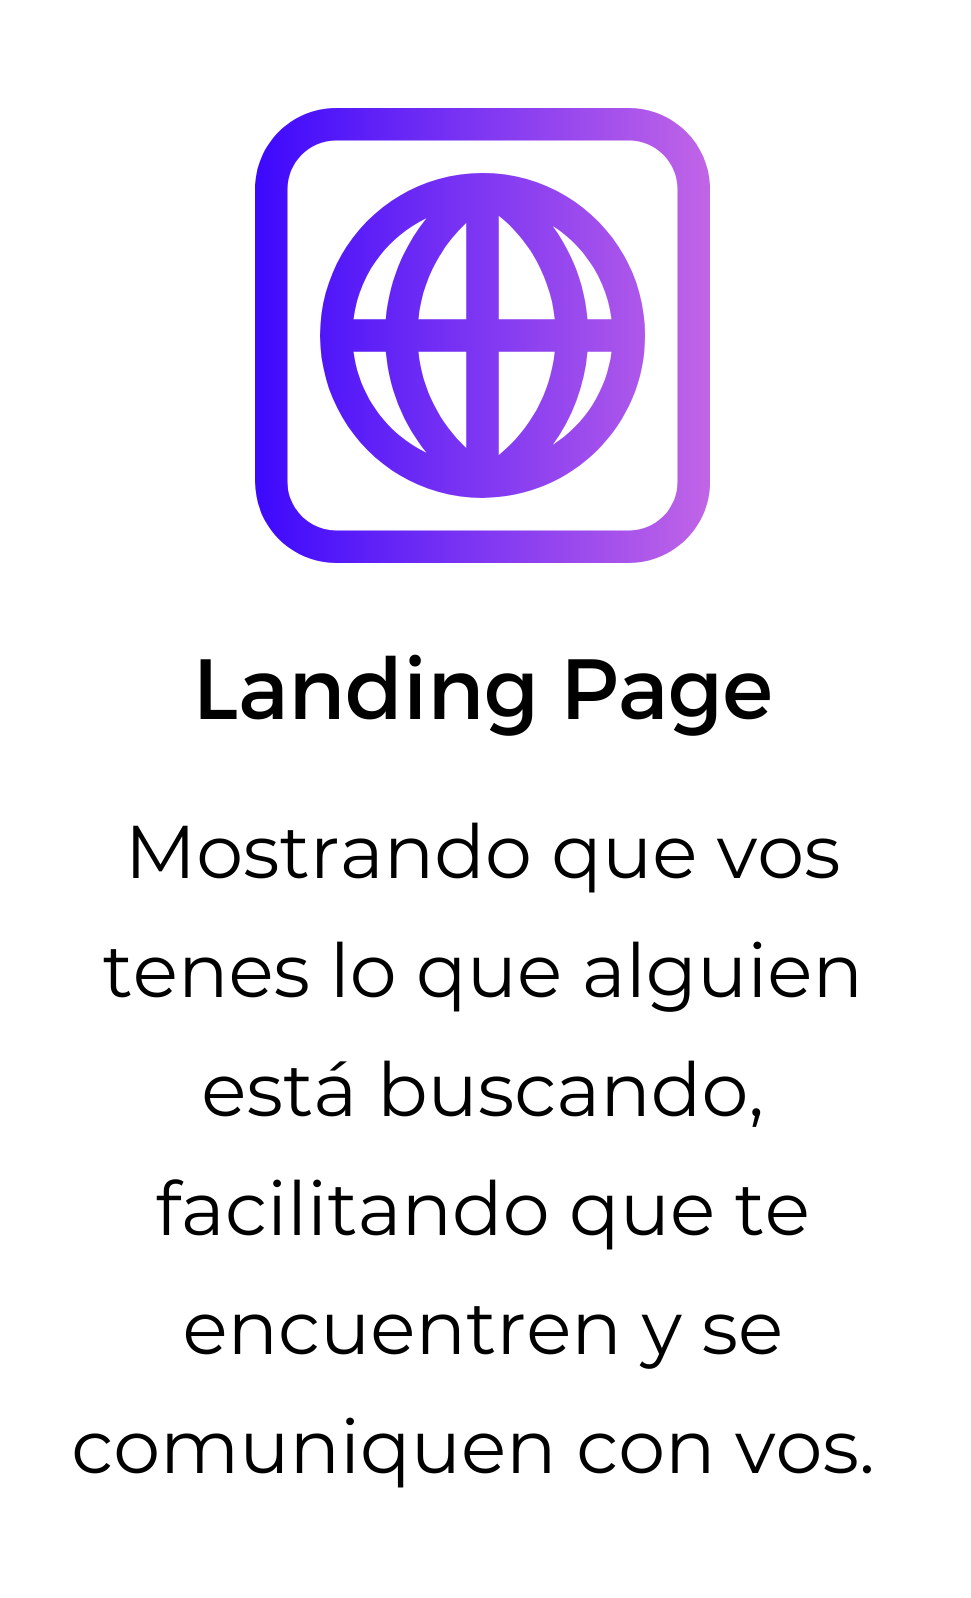 Landing Page
Mostrando que vos
tenes lo que alguien
está buscando,
facilitando que te
encuentren y se
comuniquen con vos.